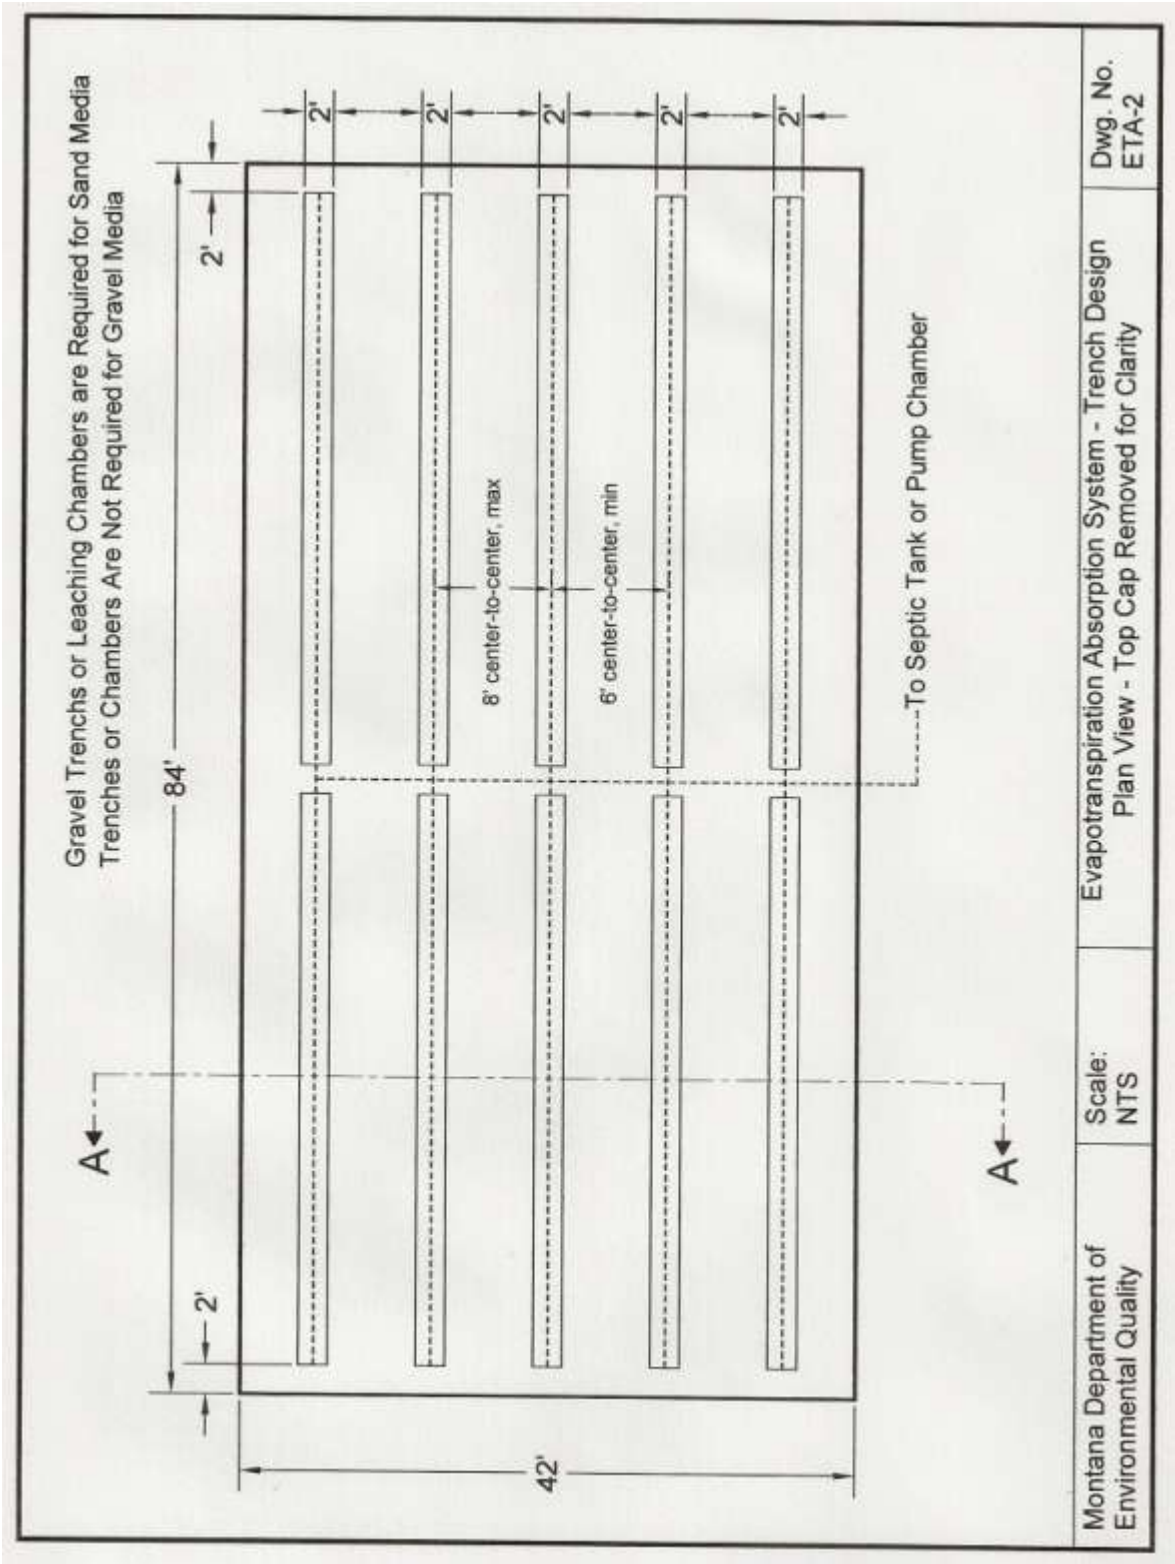 Gravel Trenchs or Leaching Chambers are Required for Sand Media
Trenches or Chambers Are Not Required for Gravel Media
84'
2'
2'
2'
2'
2'
2'
2'
42'
8' center-to-center, max
6' center-to-center, min
A
A
To Septic Tank or Pump Chamber
Montana Department of
Environmental Quality
Scale:
NTS
Evapotranspiration Absorption System - Trench Design
Plan View - Top Cap Removed for Clarity
Dwg. No.
ETA-2